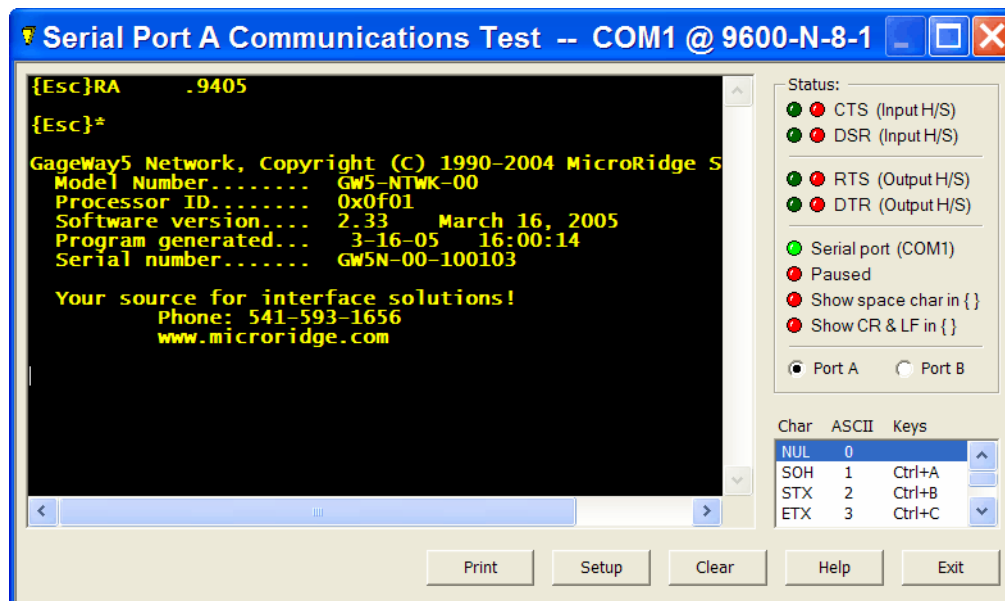 Serial Port A Communications Test -- COM1 @ 9600-N-8-1
{Esc}RA .9405
{Esc}*
GageWay5 Network, Copyright (C) 1990-2004 MicroRidge S
Model Number........ GW5-NTWK-00
Processor ID........ 0x0f01
Software version.... 2.33 March 16, 2005
Program generated... 3-16-05 16:00:14
Serial number....... GW5N-00-100103
Your source for interface solutions!
Phone: 541-593-1656
www.microridge.com
Status:
CTS (Input H/S)
DSR (Input H/S)
RTS (Output H/S)
DTR (Output H/S)
Serial port (COM1)
Paused
Show space char in { }
Show CR & LF in { }
Port A Port B
Char ASCII Keys
NUL 0
SOH 1 Ctrl+A
STX 2 Ctrl+B
ETX 3 Ctrl+C
Print Setup Clear Help Exit